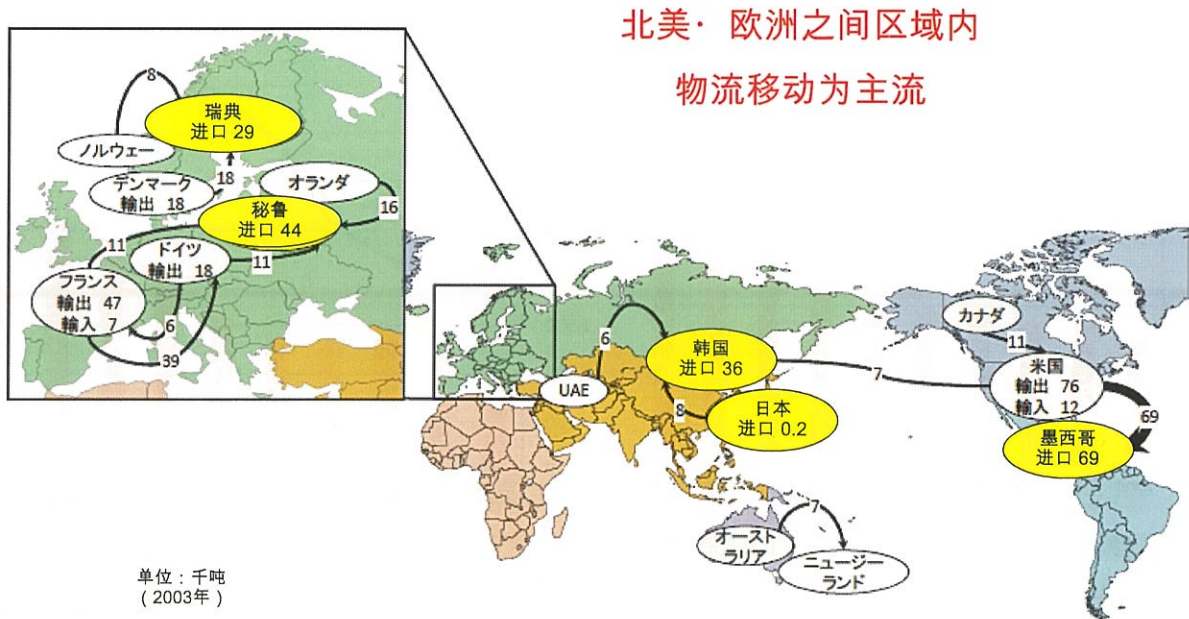 北美· 欧洲之间区域内
物流移动为主流
8
瑞典
进口 29
ノルウェー
18
デンマーク
輸出 18
オランダ
16
秘鲁
进口 44
11
ドイツ
輸出 18
11
フランス
輸出 47
輸入 7
6
39
UAE
6
韩国
进口 36
8
日本
进口 0.2
7
カナダ
11
米国
輸出 76
輸入 12
69
墨西哥
进口 69
7
オースト
ラリア
ニュージー
ランド
单位：千吨
（2003年）